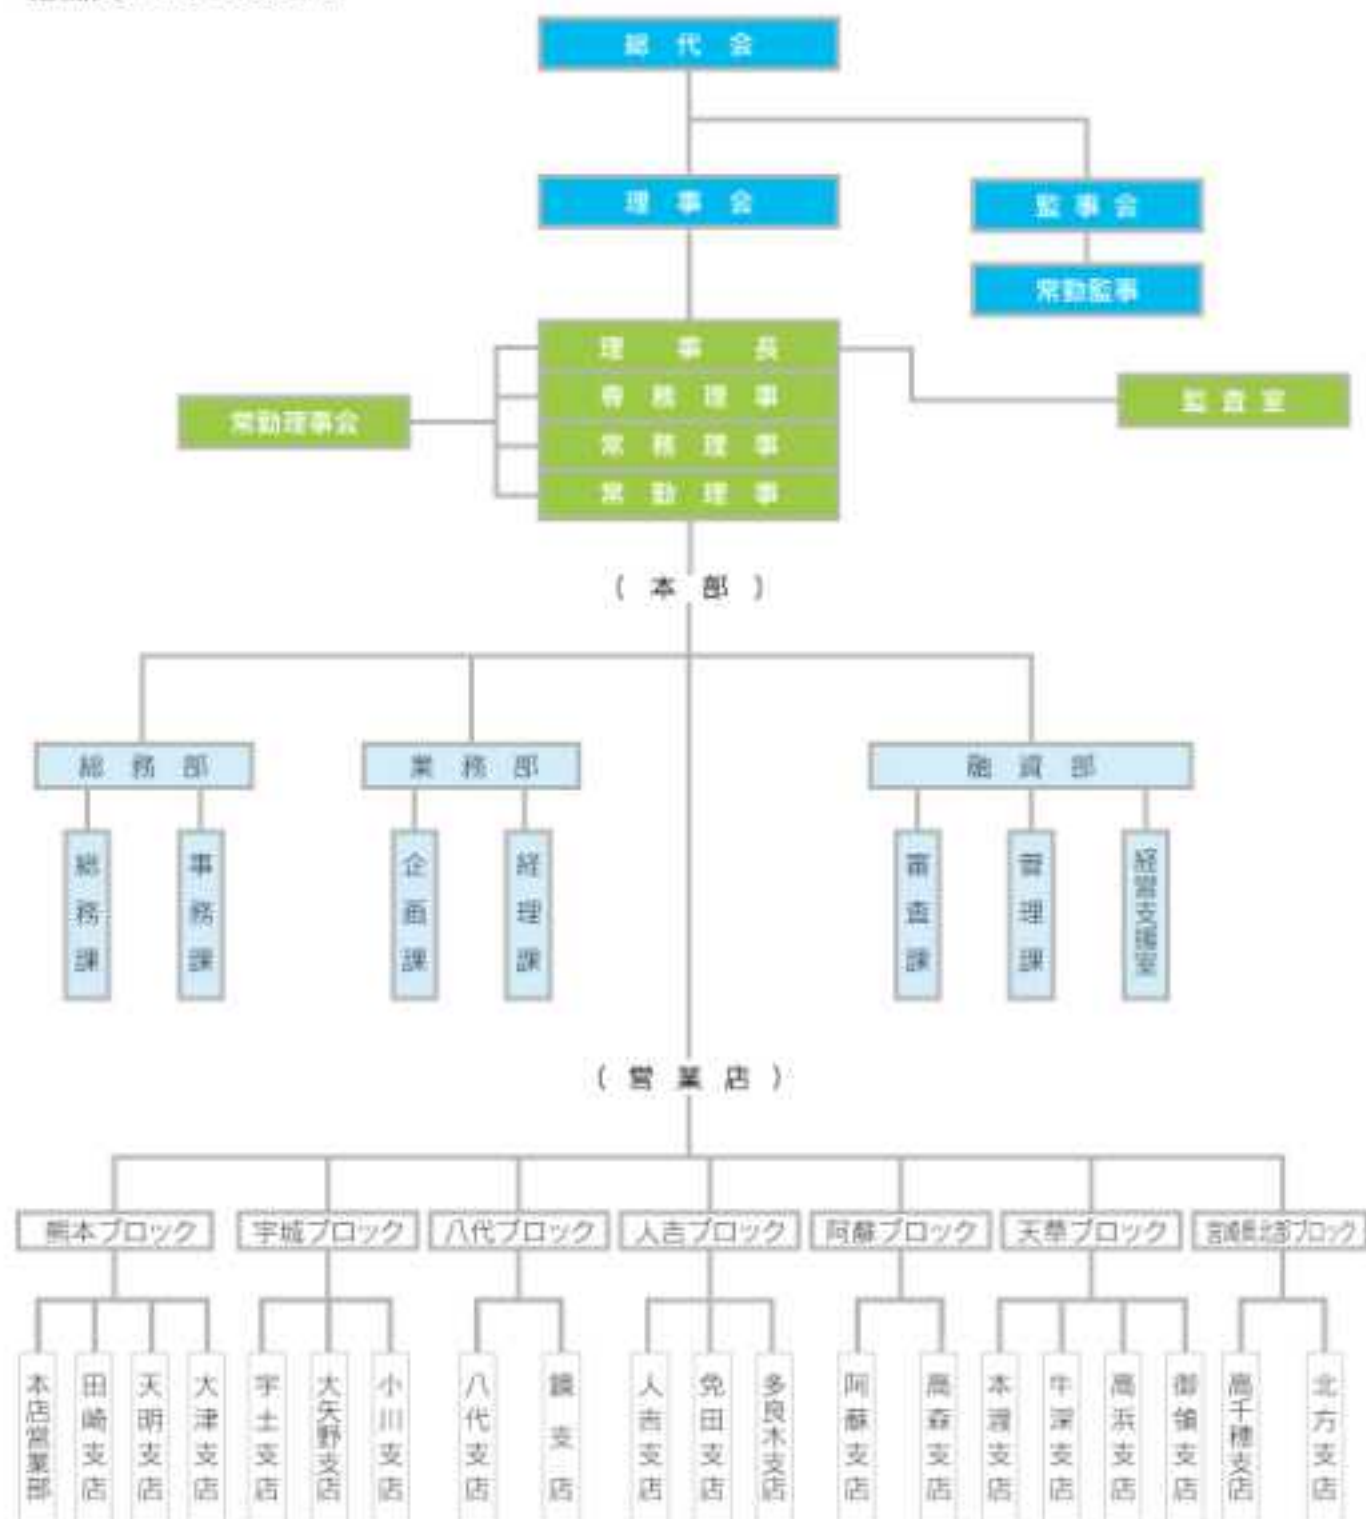 総代会
理事会
監事会
常勤監事
理事長
専務理事
常務理事
常勤理事
常勤理事会
監査室
(本部)
総務部
業務部
融資部
総務課
事務課
企画課
経理課
審査課
管理課
経営支援室
(営業店)
熊本ブロック
宇城ブロック
八代ブロック
人吉ブロック
阿蘇ブロック
天草ブロック
宮崎県北部ブロック
本店営業部
田崎支店
天明支店
大津支店
宇土支店
大矢野支店
小川支店
八代支店
鏡支店
人吉支店
免田支店
多良木支店
阿蘇支店
高森支店
本渡支店
牛深支店
高浜支店
御領支店
高千穂支店
北方支店